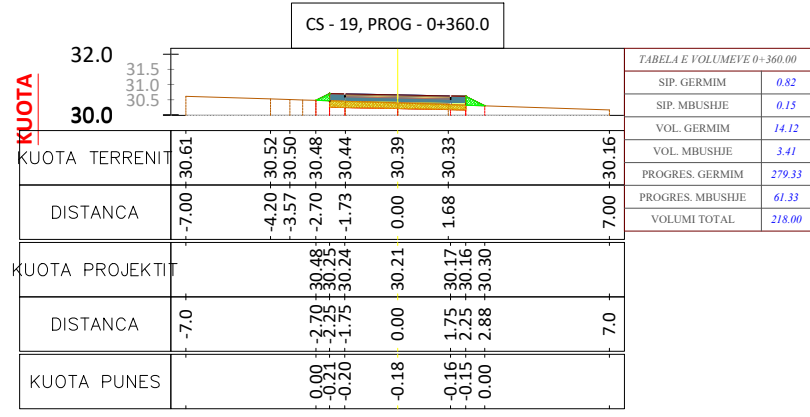 CS - 19, PROG - 0+360.0
32.0
31.5
31.0
30.5
30.0
KUOTA
TABELA E VOLUMEVE 0+360.00
SIP. GERMIM 0.82
SIP. MBUSHJE 0.15
VOL. GERMIM 14.12
VOL. MBUSHJE 3.41
PROGRES. GERMIM 279.33
PROGRES. MBUSHJE 61.33
VOLUMI TOTAL 218.00
KUOTA TERRENIT 30.61 30.52 30.50 30.48 30.44 30.39 30.33 30.16
DISTANCA -7.00 -4.20 -3.57 -2.70 -1.73 0.00 1.68 7.00
KUOTA PROJEKTIT 30.48 30.25 30.24 30.21 30.17 30.16 30.30
DISTANCA -7.0 -2.70 -2.25 -1.75 0.00 1.75 2.25 2.88 7.0
KUOTA PUNES 0.00 -0.21 -0.20 -0.18 -0.16 -0.15 0.00